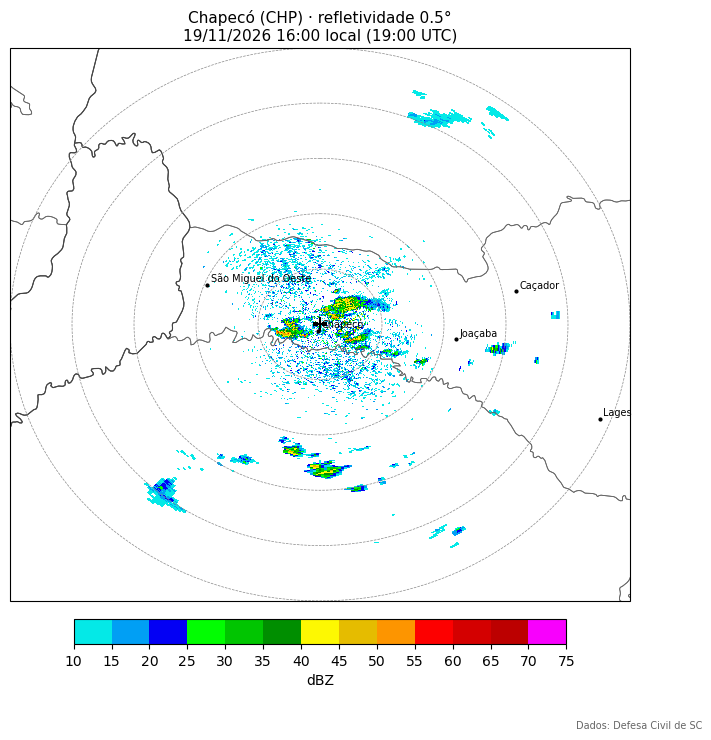 Chapecó (CHP) · refletividade 0.5°
19/11/2026 16:00 local (19:00 UTC)
São Miguel do Oeste
Caçador
Chapecó
Joaçaba
Lages
10 15 20 25 30 35 40 45 50 55 60 65 70 75
dBZ
Dados: Defesa Civil de SC